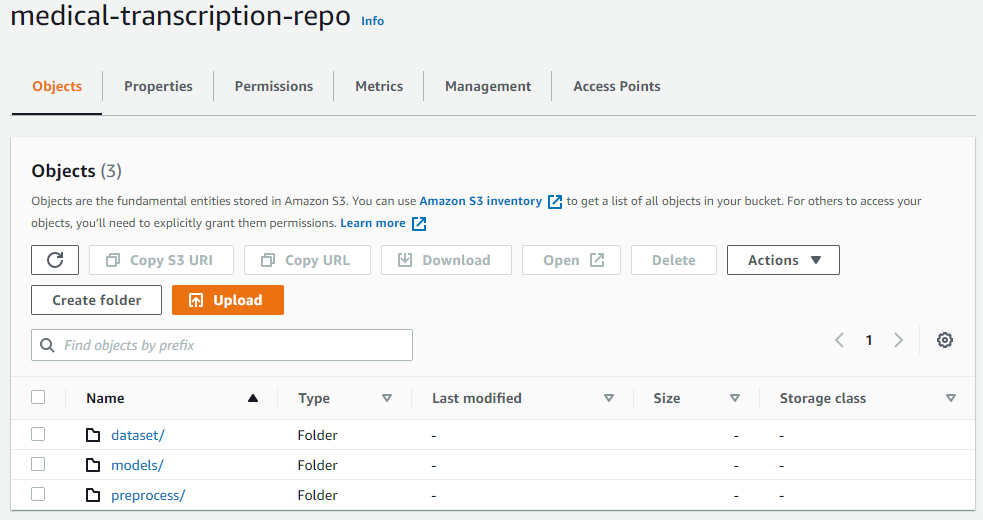 medical-transcription-repo Info
Objects Properties Permissions Metrics Management Access Points
Objects (3)
Objects are the fundamental entities stored in Amazon S3. You can use Amazon S3 inventory to get a list of all objects in your bucket. For others to access your
objects, you'll need to explicitly grant them permissions. Learn more
Copy S3 URI Copy URL Download Open Delete Actions
Create folder Upload
Find objects by prefix 1
Name Type Last modified Size Storage class
dataset/ Folder - - -
models/ Folder - - -
preprocess/ Folder - - -